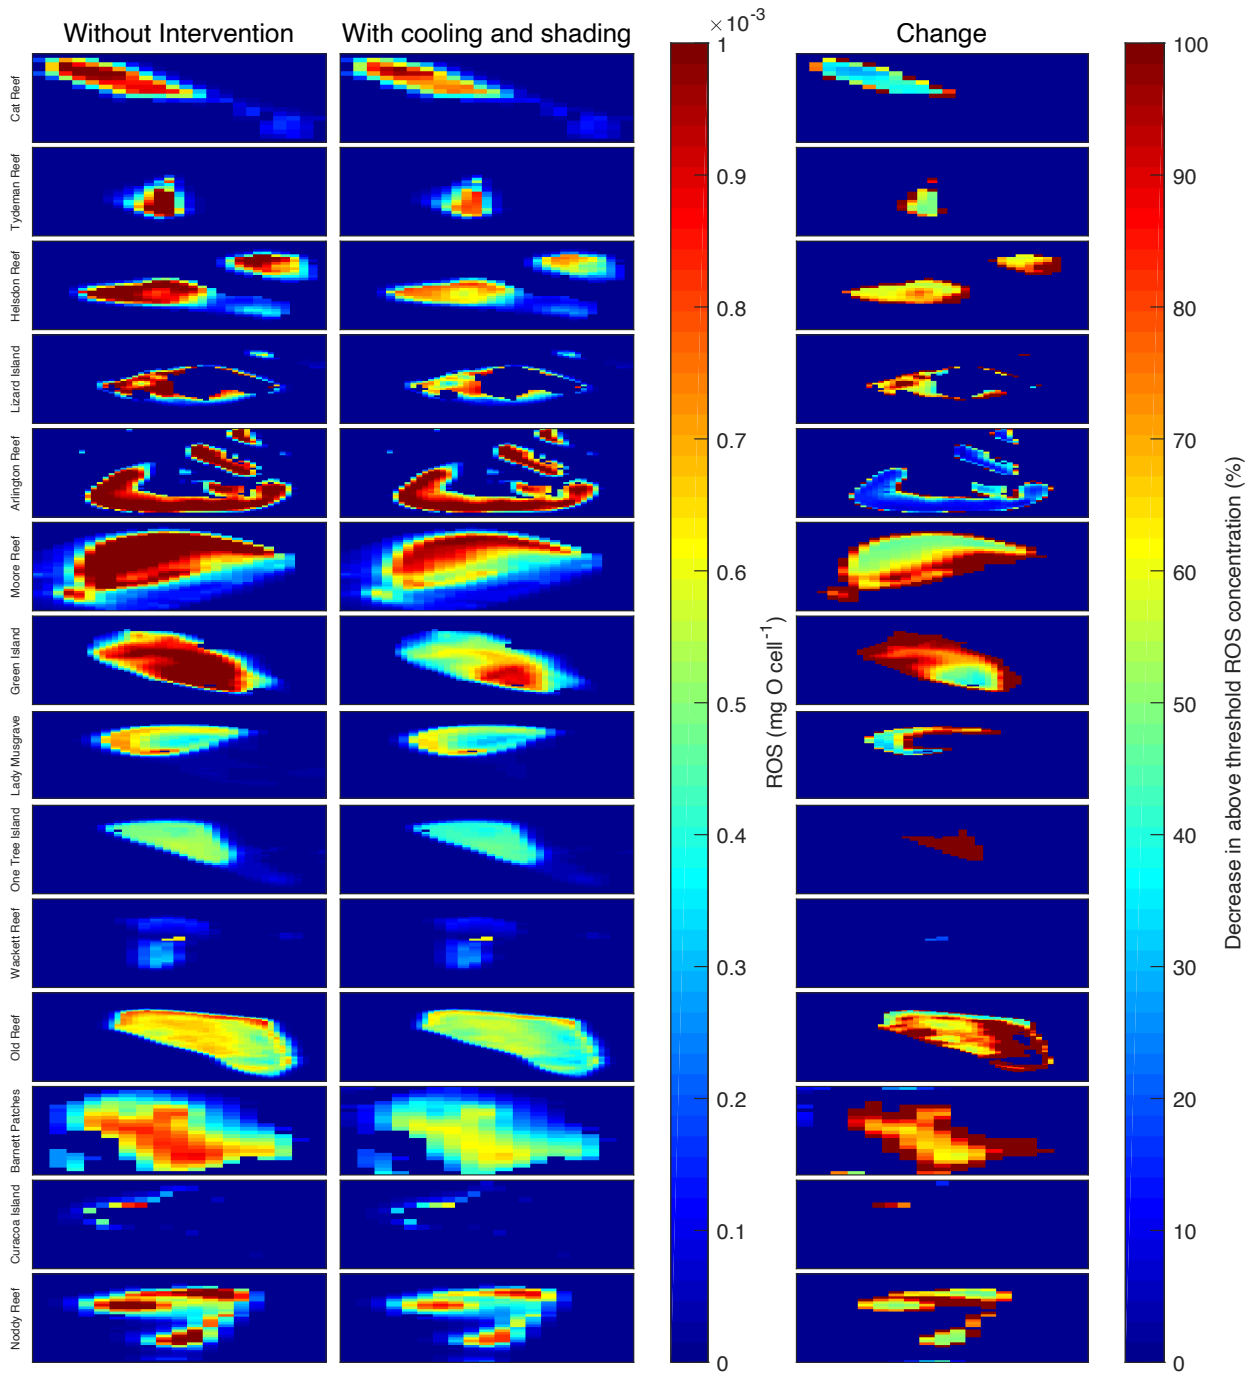 Without Intervention
With cooling and shading
Change
×10-3
Cat Reef
Tydeman Reef
Helsdon Reef
Lizard Island
Arlington Reef
Moore Reef
Green Island
Lady Musgrave
One Tree Island
Wackett Reef
Old Reef
Barnett Patches
Curacoa Island
Noddy Reef
1
0.9
0.8
0.7
0.6
0.5
0.4
0.3
0.2
0.1
0
ROS (mg O cell-1)
100
90
80
70
60
50
40
30
20
10
0
Decrease in above threshold ROS concentration (%)